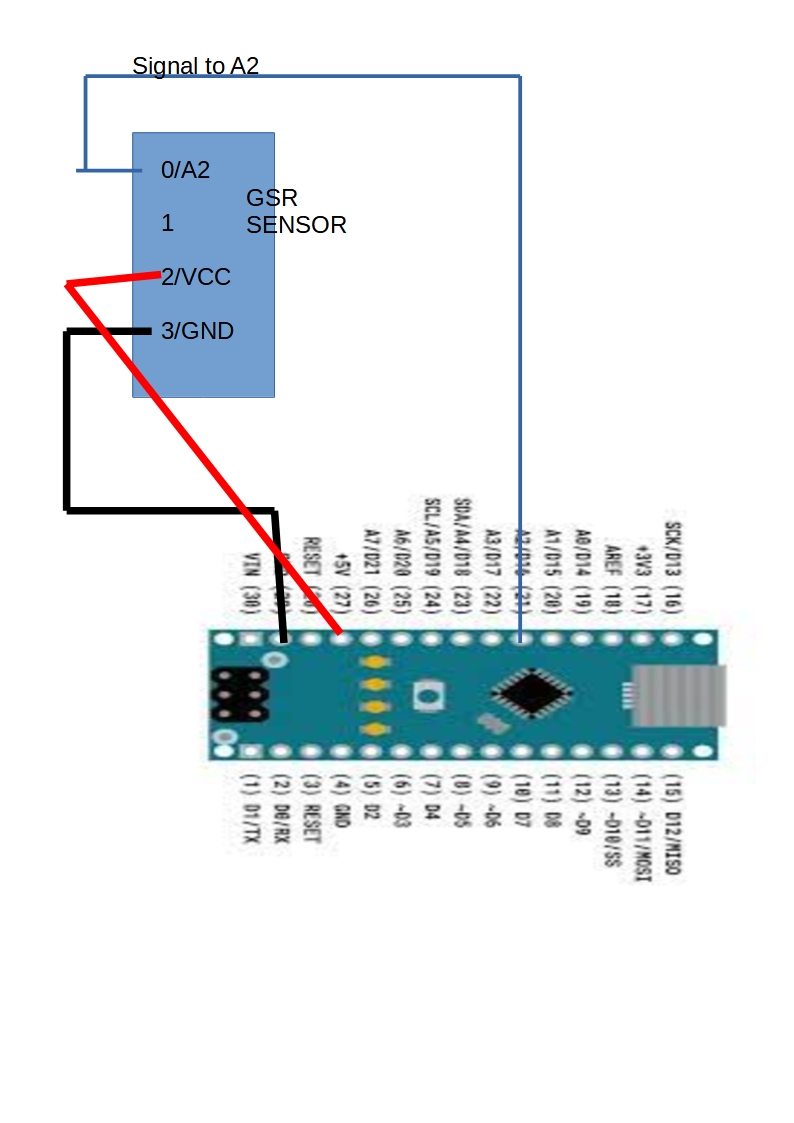 Signal to A2
0/A2
GSR
SENSOR
1
2/VCC
3/GND
VIN (30)
RESET
+5V (27)
A7/D21 (26)
A6/D20 (25)
SCL/A5/D19 (24)
SDA/A4/D18 (23)
A3/D17 (22)
A2/D16 (21)
A1/D15 (20)
A0/D14 (19)
AREF (18)
+3V3 (17)
SCK/D13 (16)
(1) D1/TX
(2) D0/RX
(3) RESET
(4) GND
(5) D2
(6) ~D3
(7) D4
(8) ~D5
(9) ~D6
(10) D7
(11) D8
(12) ~D9
(13) ~D10/SS
(14) ~D11/MOSI
(15) D12/MISO